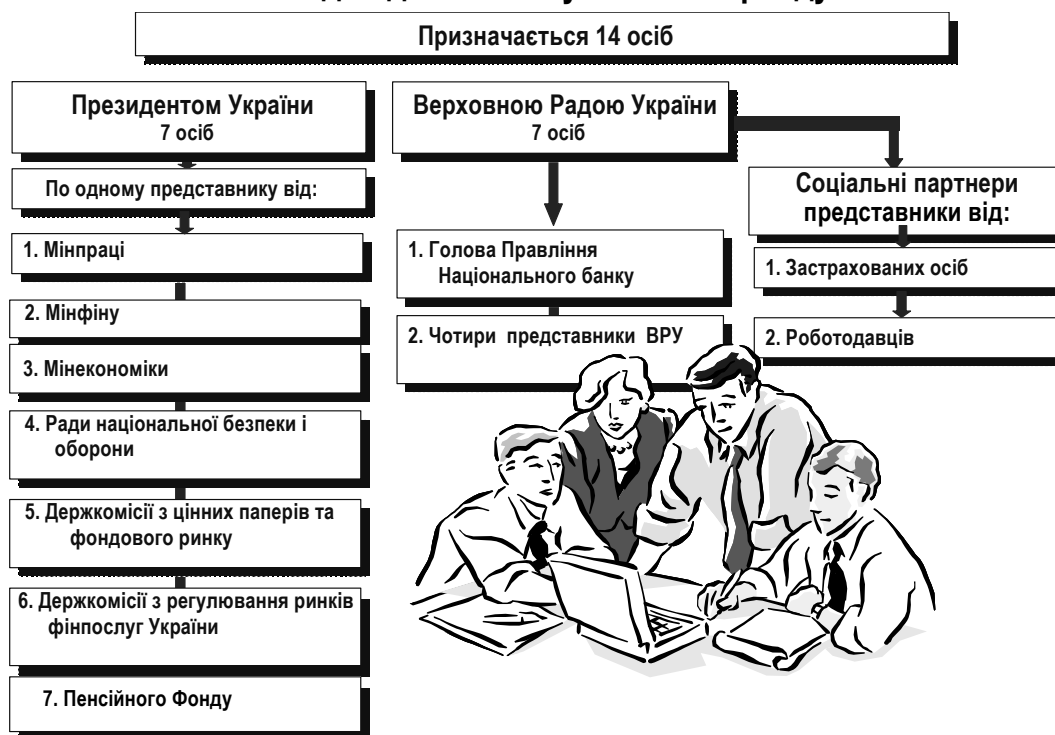 Призначається 14 осіб
Президентом України
7 осіб
Верховною Радою України
7 осіб
По одному представнику від:
Соціальні партнери
представники від:
1. Мінпраці
2. Мінфіну
3. Мінекономіки
4. Ради національної безпеки і
оборони
5. Держкомісії з цінних паперів та
фондового ринку
6. Держкомісії з регулювання ринків
фінпослуг України
7. Пенсійного Фонду
1. Голова Правління
Національного банку
2. Чотири представники ВРУ
1. Застрахованих осіб
2. Роботодавців